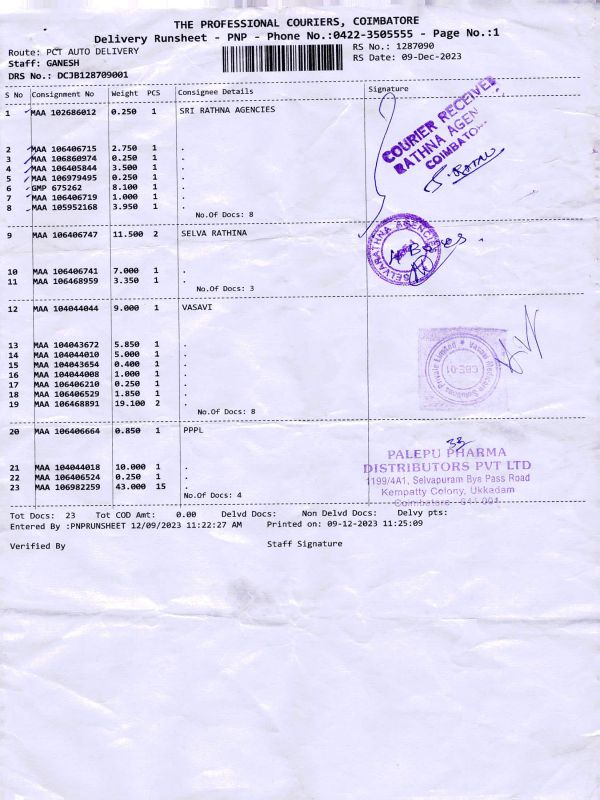 THE PROFESSIONAL COURIERS, COIMBATORE
Delivery Runsheet - PNP - Phone No.:0422-3505555 - Page No.:1
Route: PCT AUTO DELIVERY
RS No.: 1287090
Staff: GANESH
RS Date: 09-Dec-2023
DRS No.: DCJB128709001
S No Consignment No Weight PCS Consignee Details Signature
1 MAA 102686012 0.250 1 SRI RATHNA AGENCIES
2 MAA 106406715 2.750 1 .
3 MAA 106860974 0.250 1 .
4 MAA 106405844 3.500 1 .
5 MAA 106979495 0.250 1 .
6 GMP 675262 8.100 1 .
7 MAA 106406719 1.000 1 .
8 MAA 105952168 3.950 1 .
No.Of Docs: 8
COURIER RECEIVED
RATHNA AGEN
COIMBATO
9 MAA 106406747 11.500 2 SELVA RATHINA
10 MAA 106406741 7.000 1 .
11 MAA 106468959 3.350 1 .
No.Of Docs: 3
SELVARATHNA AGENCIES
12 MAA 104044044 9.000 1 VASAVI
13 MAA 104043672 5.850 1 .
14 MAA 104044010 5.000 1 .
15 MAA 104043654 0.400 1 .
16 MAA 104044008 1.000 1 .
17 MAA 106406210 0.250 1 .
18 MAA 106406529 1.850 1 .
19 MAA 106468891 19.100 2 .
No.Of Docs: 8
Solutions Private Limited
CBE-01
20 MAA 106406664 0.850 1 PPPL
21 MAA 104044018 10.000 1 .
22 MAA 106406524 0.250 1 .
23 MAA 106982259 43.000 15 .
No.Of Docs: 4
PALEPU PHARMA
DISTRIBUTORS PVT LTD
1199/4A1, Selvapuram Bye Pass Road
Kempatty Colony, Ukkadam
Coimbatore - 641 001
Tot Docs: 23 Tot COD Amt: 0.00 Delvd Docs: Non Delvd Docs: Delvy pts:
Entered By :PNPRUNSHEET 12/09/2023 11:22:27 AM Printed on: 09-12-2023 11:25:09
Verified By Staff Signature